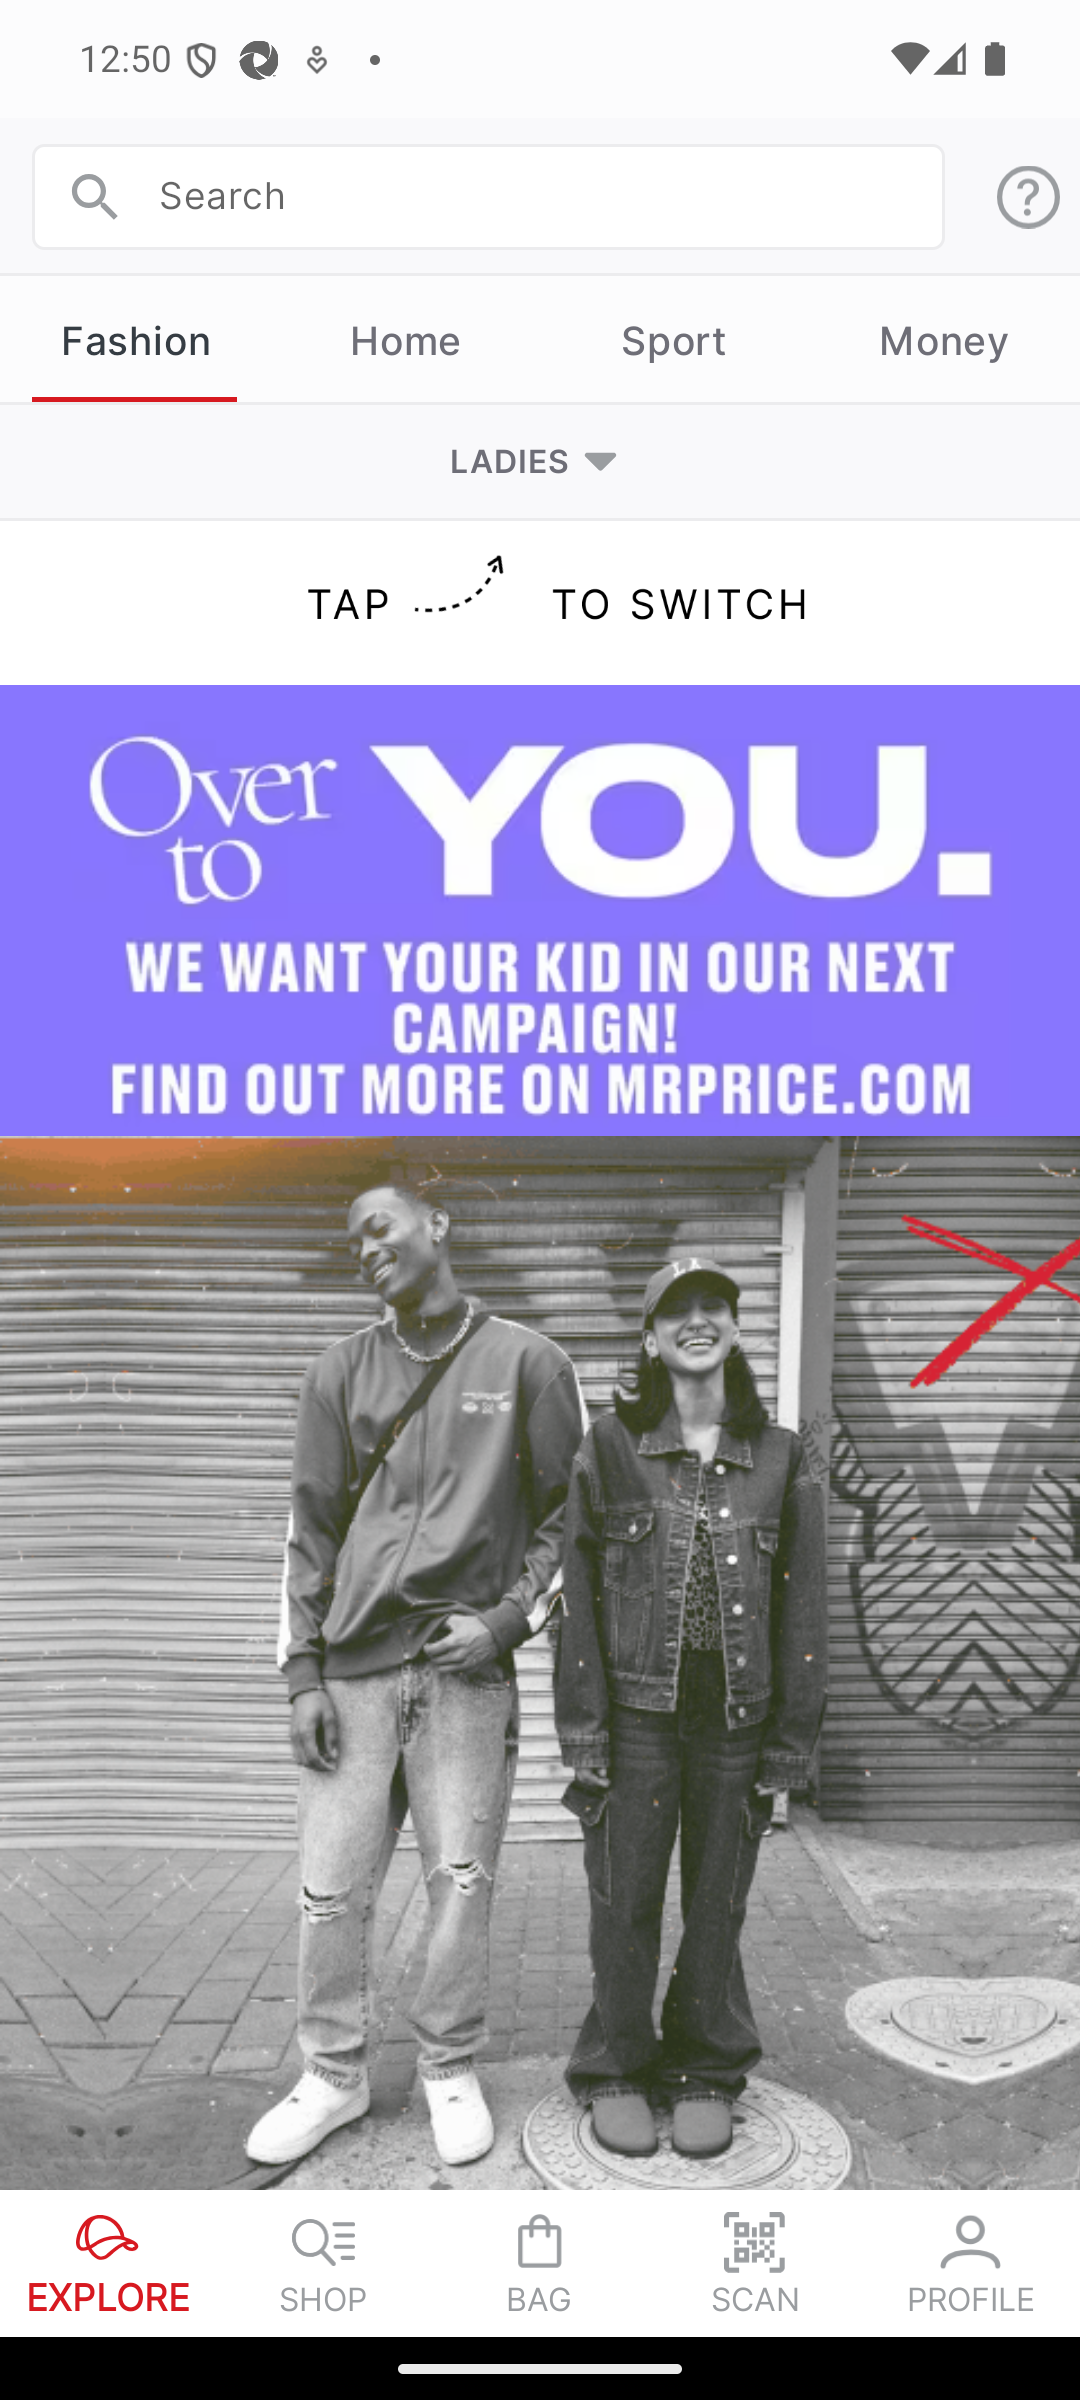 12:50
Search
Fashion Home Sport Money
LADIES
TAP TO SWITCH
Over to YOU.
WE WANT YOUR KID IN OUR NEXT
CAMPAIGN!
FIND OUT MORE ON MRPRICE.COM
LA
EXPLORE SHOP BAG SCAN PROFILE